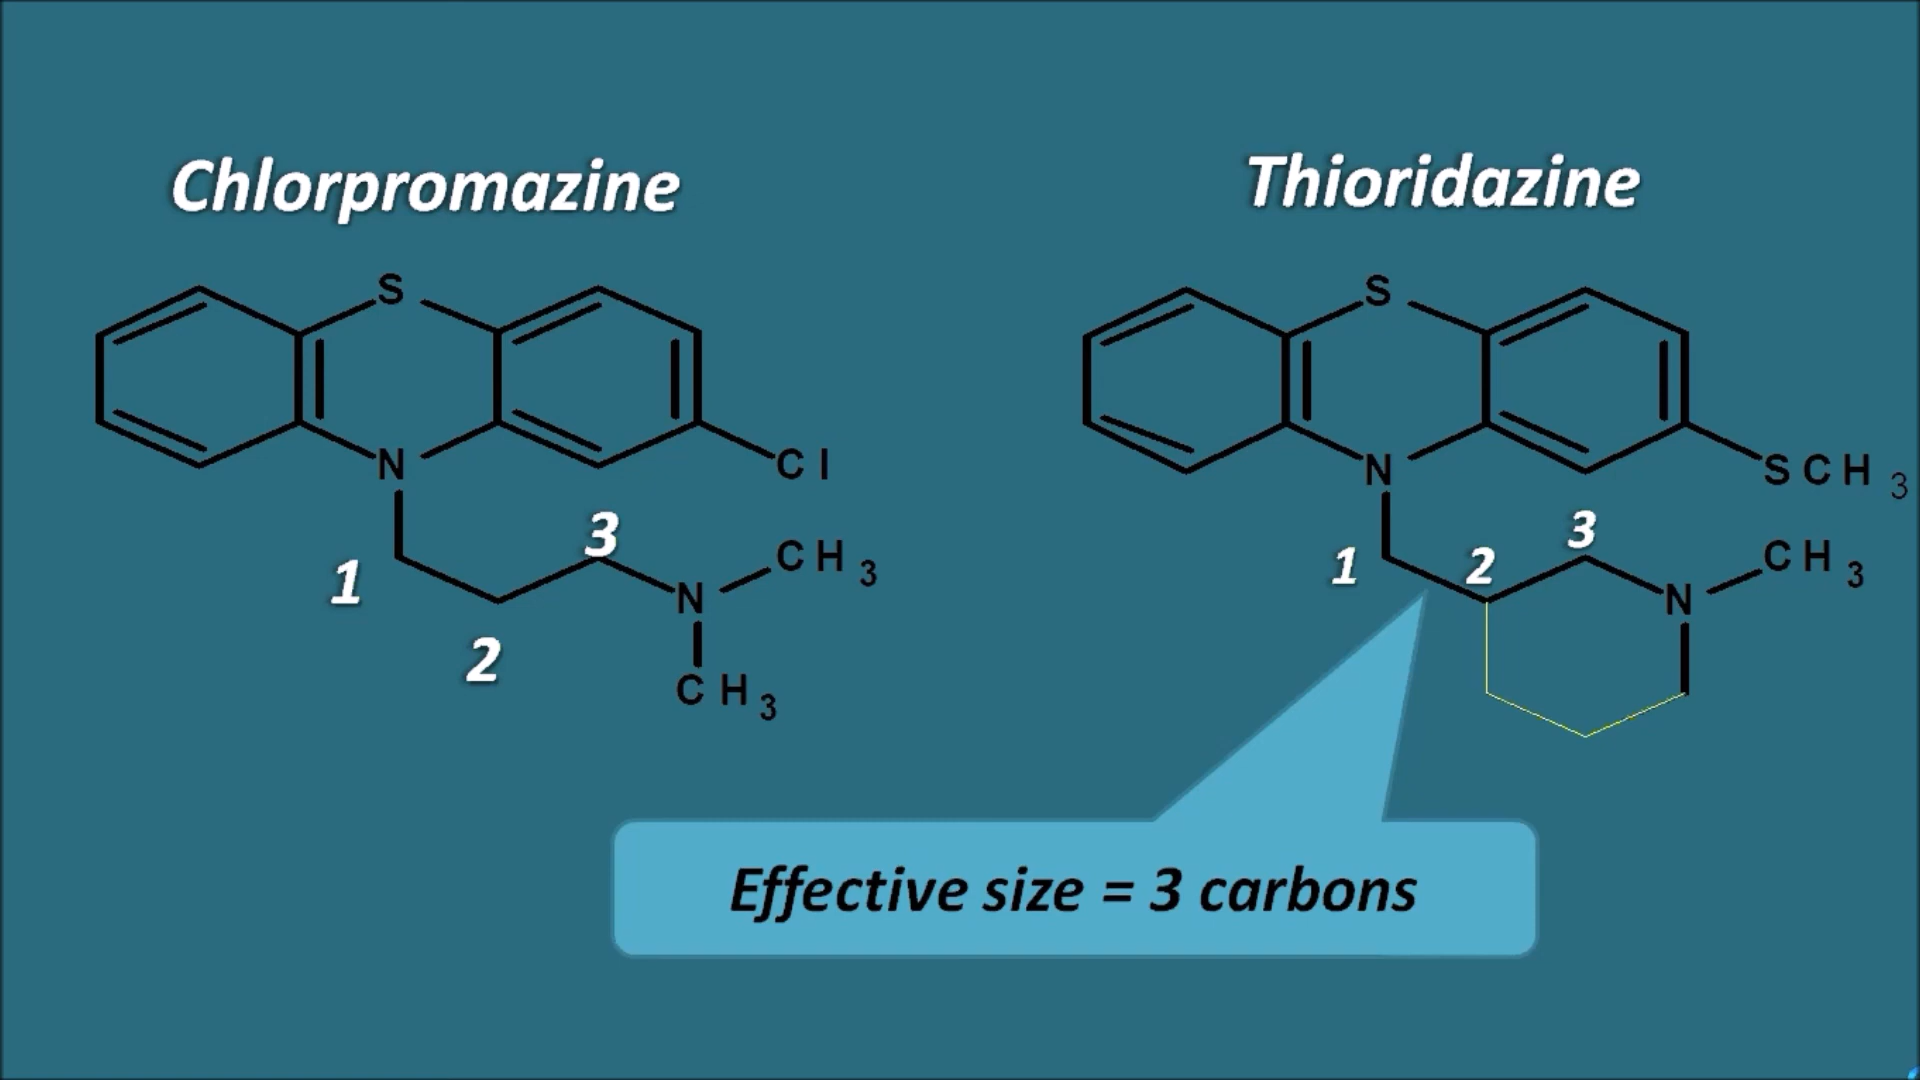 Chlorpromazine
Thioridazine
S
S
N
Cl
N
SCH3
1
2
3
N
CH3
CH3
1
2
3
N
CH3
Effective size = 3 carbons